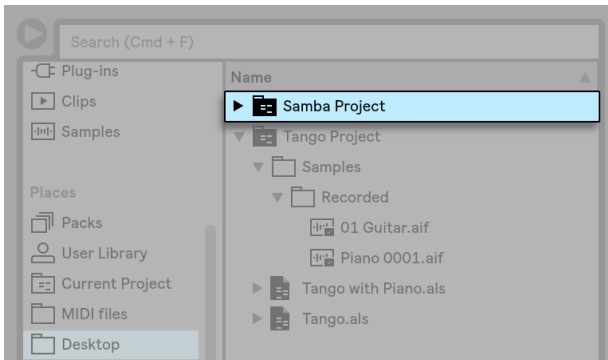 Search (Cmd + F)
Plug-ins
Clips
Samples
Places
Packs
User Library
Current Project
MIDI files
Desktop
Name
Samba Project
Tango Project
Samples
Recorded
01 Guitar.aif
Piano 0001.aif
Tango with Piano.als
Tango.als